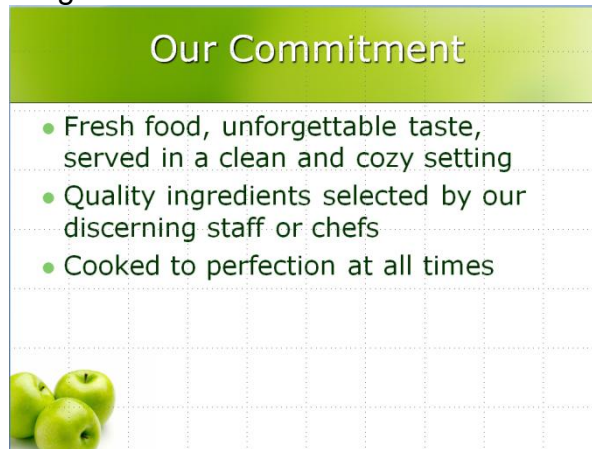 Our Commitment
Fresh food, unforgettable taste,
served in a clean and cozy setting
Quality ingredients selected by our
discerning staff or chefs
Cooked to perfection at all times